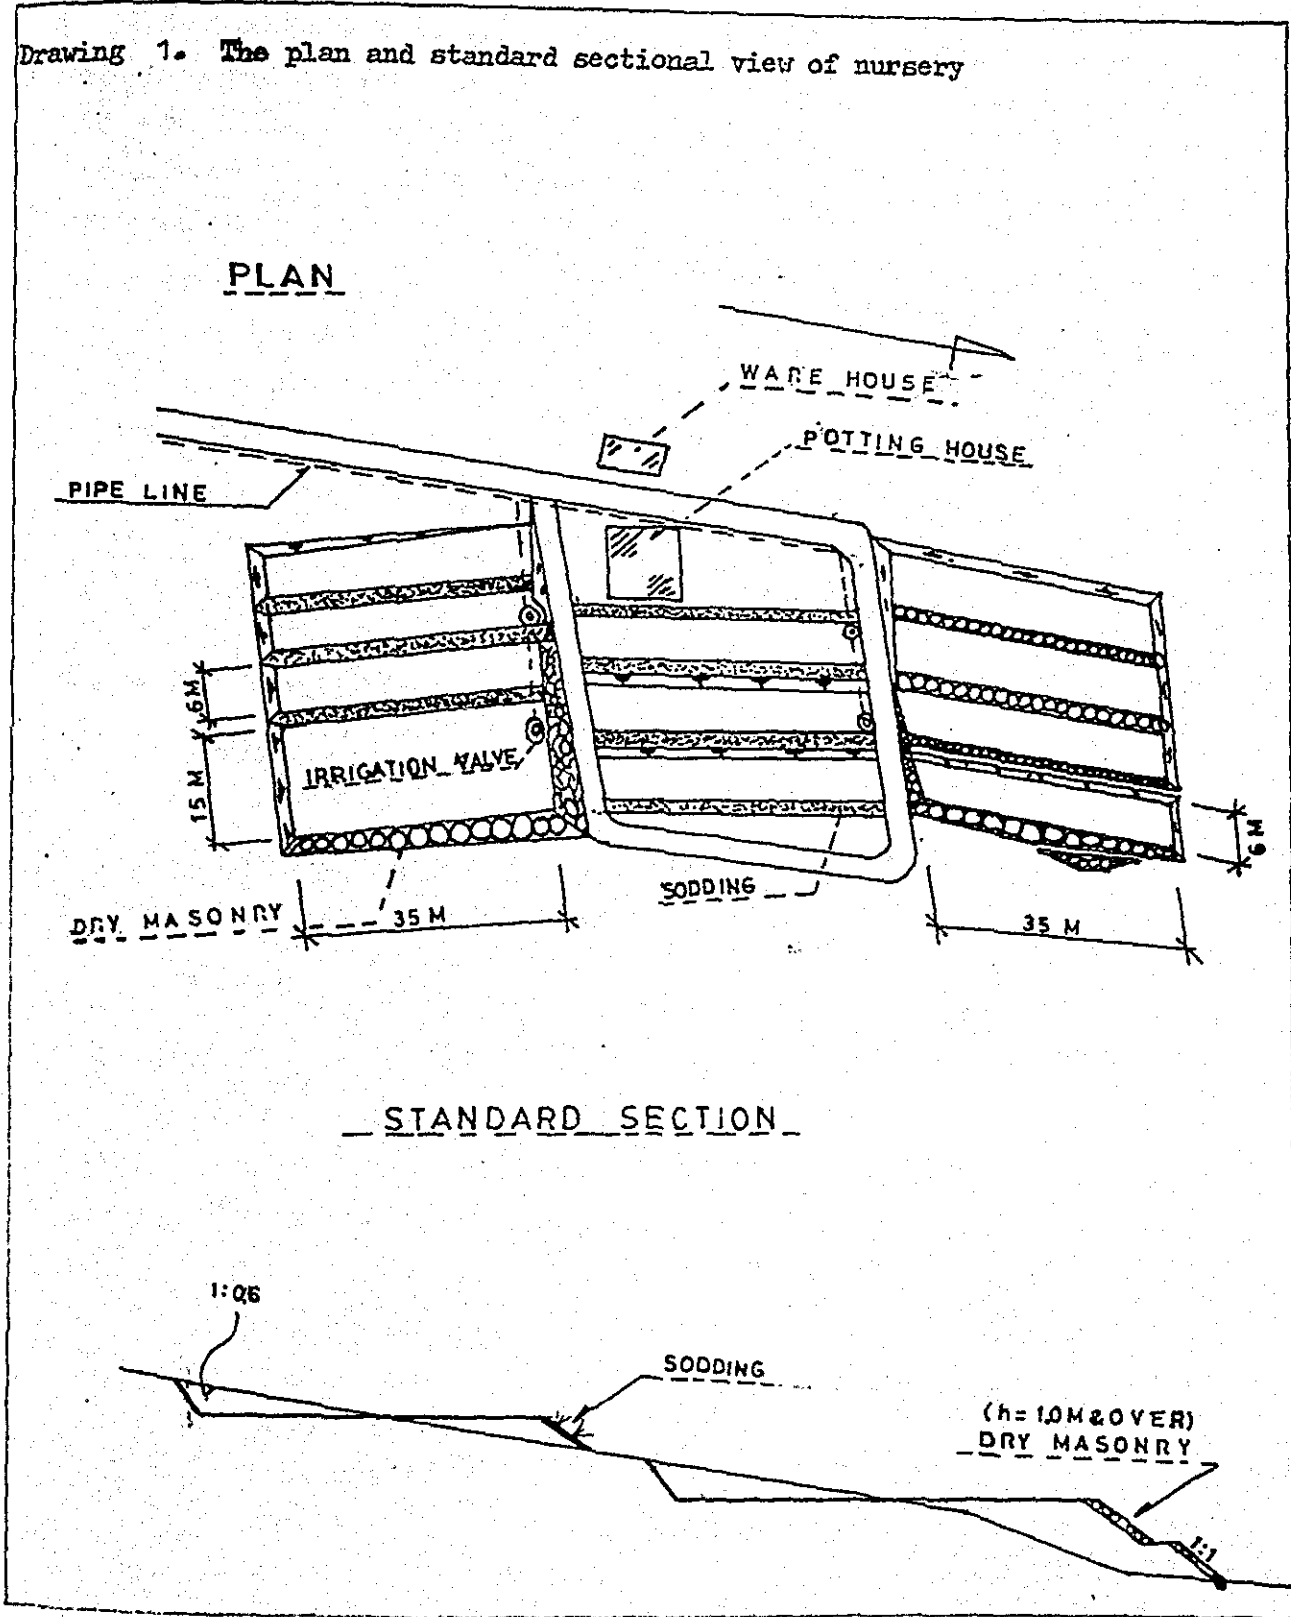 Drawing 1. The plan and standard sectional view of nursery
PLAN
WARE HOUSE
POTTING HOUSE
PIPE LINE
6M
15 M
IRRIGATION VALVE
6 M
SODDING
DRY MASONRY
35 M
35 M
STANDARD SECTION
1:0.6
SODDING
(h=1.0M & OVER)
DRY MASONRY
1:1